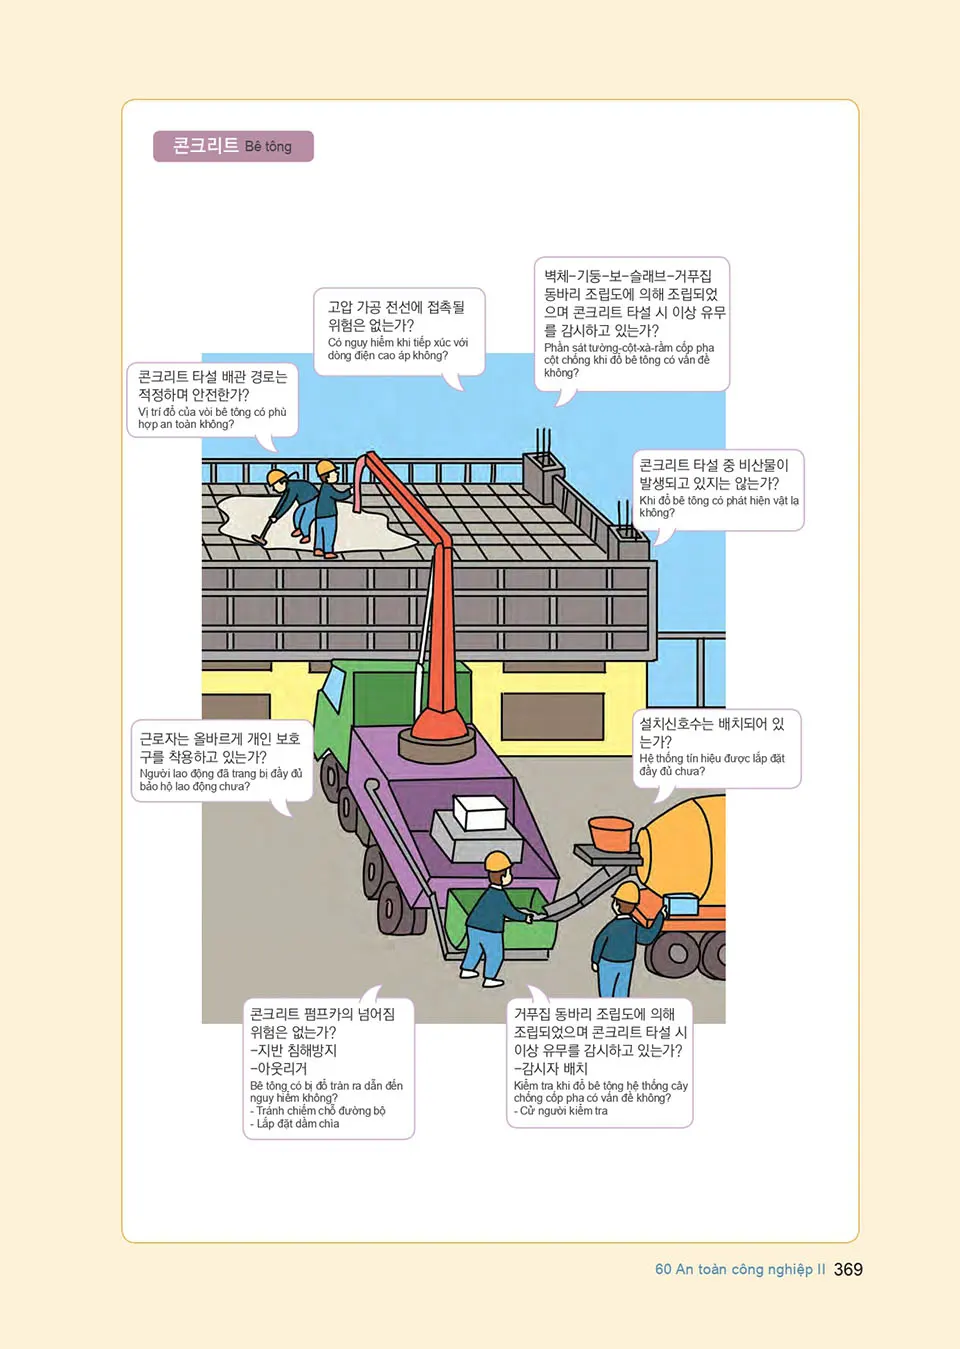 콘크리트 Bê tông
벽체-기둥-보-슬래브-거푸집
동바리 조립도에 의해 조립되었
으며 콘크리트 타설 시 이상 유무
를 감시하고 있는가?
Phần sát tường-cột-xà-rầm cốp pha
cột chống khi đổ bê tông có vấn đề
không?
고압 가공 전선에 접촉될
위험은 없는가?
Có nguy hiểm khi tiếp xúc với
dòng điện cao áp không?
콘크리트 타설 배관 경로는
적정하며 안전한가?
Vị trí đổ của vòi bê tông có phù
hợp an toàn không?
콘크리트 타설 중 비산물이
발생되고 있지는 않는가?
Khi đổ bê tông có phát hiện vật lạ
không?
근로자는 올바르게 개인 보호
구를 착용하고 있는가?
Người lao động đã trang bị đầy đủ
bảo hộ lao động chưa?
설치신호수는 배치되어 있
는가?
Hệ thống tín hiệu được lắp đặt
đầy đủ chưa?
콘크리트 펌프카의 넘어짐
위험은 없는가?
-지반 침해방지
-아웃리거
Bê tông có bị đổ tràn ra dẫn đến
nguy hiểm không?
- Tránh chiếm chỗ đường bộ
- Lắp đặt dầm chìa
거푸집 동바리 조립도에 의해
조립되었으며 콘크리트 타설 시
이상 유무를 감시하고 있는가?
-감시자 배치
Kiểm tra khi đổ bê tông hệ thống cây
chống cốp pha có vấn đề không?
- Cử người kiểm tra
60 An toàn công nghiệp II 369